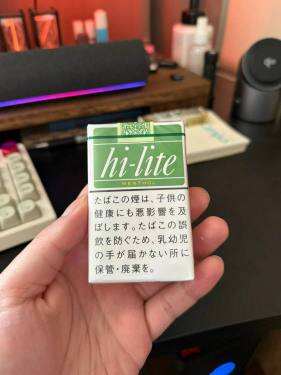 hi-lite
MENTHOL
たばこの煙は、子供の
健康にも悪影響を及
ぼします。たばこの誤
飲を防ぐため、乳幼児
の手が届かない所に
保管・廃棄を。